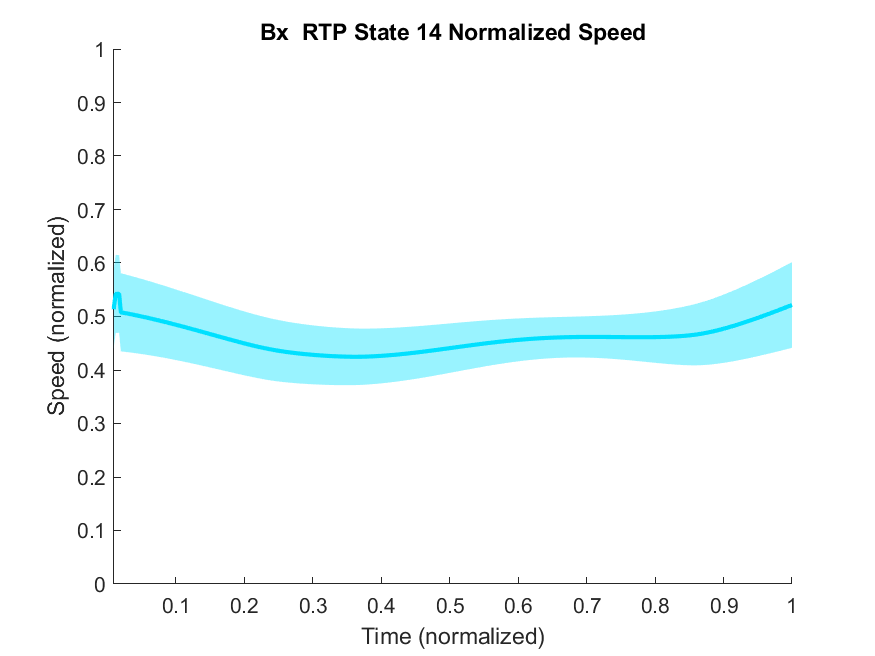 Bx  RTP State 14 Normalized Speed
1
0.9
0.8
0.7
0.6
0.5
0.4
0.3
0.2
0.1
0
Speed (normalized)
0.1 0.2 0.3 0.4 0.5 0.6 0.7 0.8 0.9 1
Time (normalized)